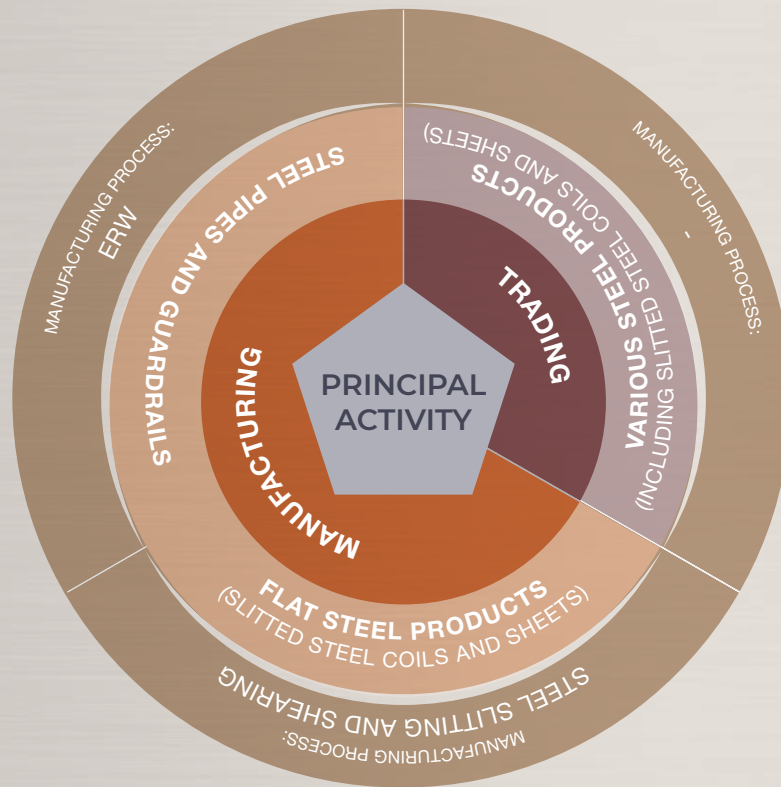 PRINCIPAL
ACTIVITY
MANUFACTURING
TRADING
STEEL PIPES AND GUARDRAILS
MANUFACTURING PROCESS:
ERW
FLAT STEEL PRODUCTS
(SLITTED STEEL COILS AND SHEETS)
MANUFACTURING PROCESS:
STEEL SLITTING AND SHEARING
VARIOUS STEEL PRODUCTS
(INCLUDING SLITTED STEEL COILS AND SHEETS)
MANUFACTURING PROCESS:
-